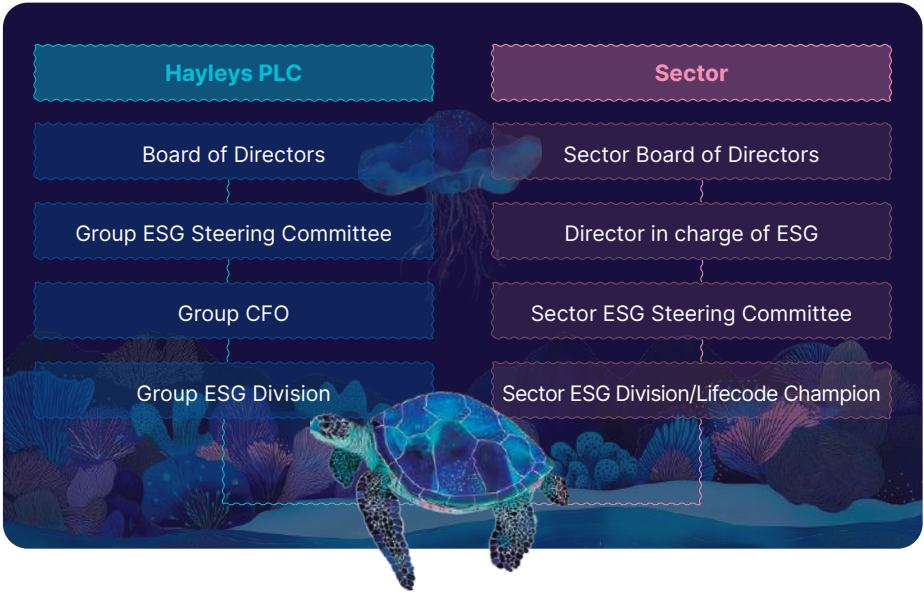 Hayleys PLC
Board of Directors
Group ESG Steering Committee
Group CFO
Group ESG Division
Sector
Sector Board of Directors
Director in charge of ESG
Sector ESG Steering Committee
Sector ESG Division/Lifecode Champion